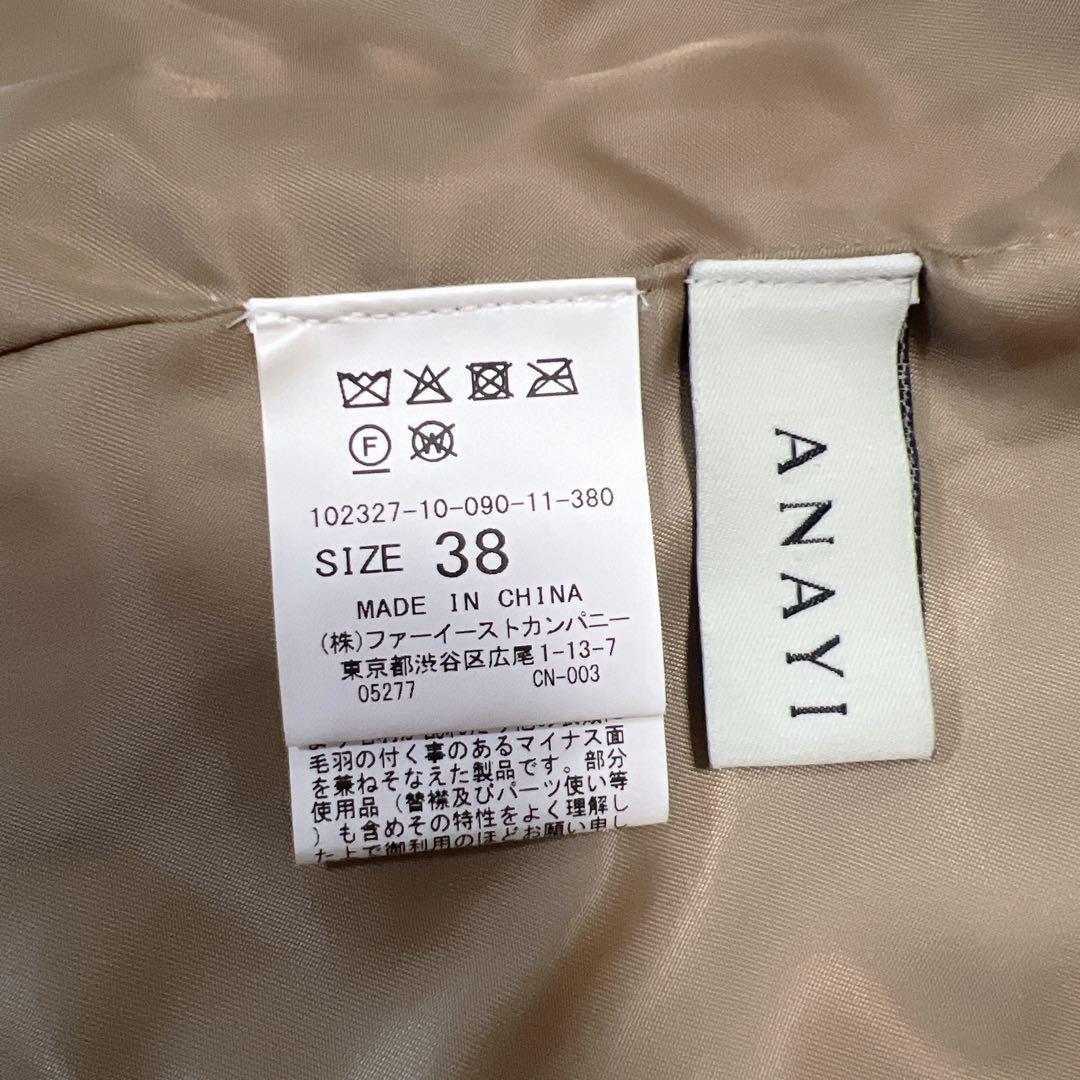 F
W
102327-10-090-11-380
SIZE 38
MADE IN CHINA
(株)ファーイーストカンパニー
東京都渋谷区広尾1-13-7
05277 CN-003
毛羽の付く事のあるマイナス面
を兼ねそなえた製品です。部分
使用品(替襟及びパーツ使い等
)も含めその特性をよく理解し
た上で御利用のほどお願い申し
ANAYI